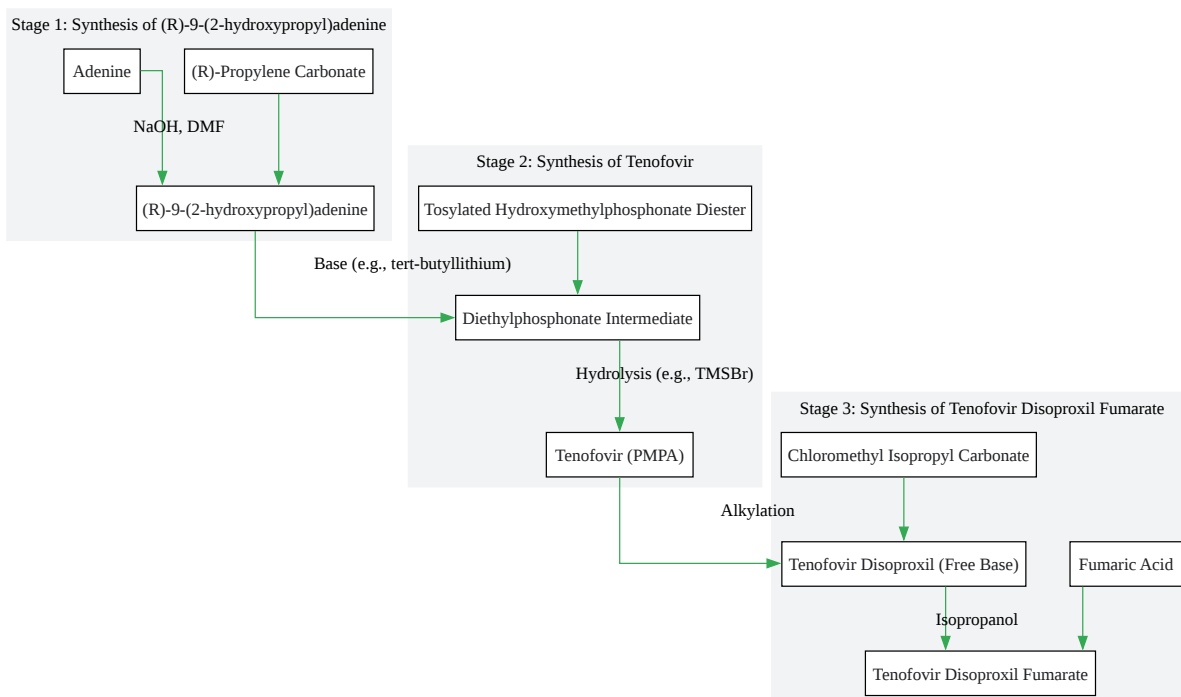 Stage 1: Synthesis of (R)-9-(2-hydroxypropyl)adenine
Adenine
(R)-Propylene Carbonate
NaOH, DMF
(R)-9-(2-hydroxypropyl)adenine
Stage 2: Synthesis of Tenofovir
Tosylated Hydroxymethylphosphonate Diester
Base (e.g., tert-butyllithium)
Diethylphosphonate Intermediate
Hydrolysis (e.g., TMSBr)
Tenofovir (PMPA)
Stage 3: Synthesis of Tenofovir Disoproxil Fumarate
Chloromethyl Isopropyl Carbonate
Alkylation
Tenofovir Disoproxil (Free Base)
Fumaric Acid
Isopropanol
Tenofovir Disoproxil Fumarate